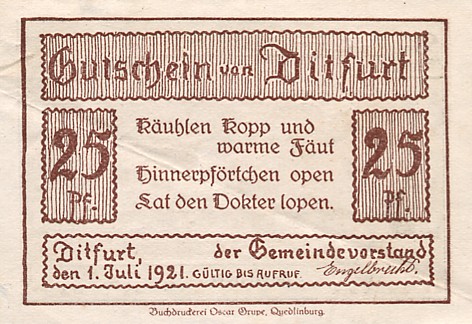 Gutschein von Ditfurt
25 Pf.
Käuhlen Kopp und
warme Fäut
Hinnerpförtchen open
Lat den Dokter lopen.
25 Pf.
Ditfurt, der Gemeindevorstand
den 1. Juli 1921. GÜLTIG BIS AUFRUF. Engelbrecht.
Buchdruckerei Oscar Grupe, Quedlinburg.